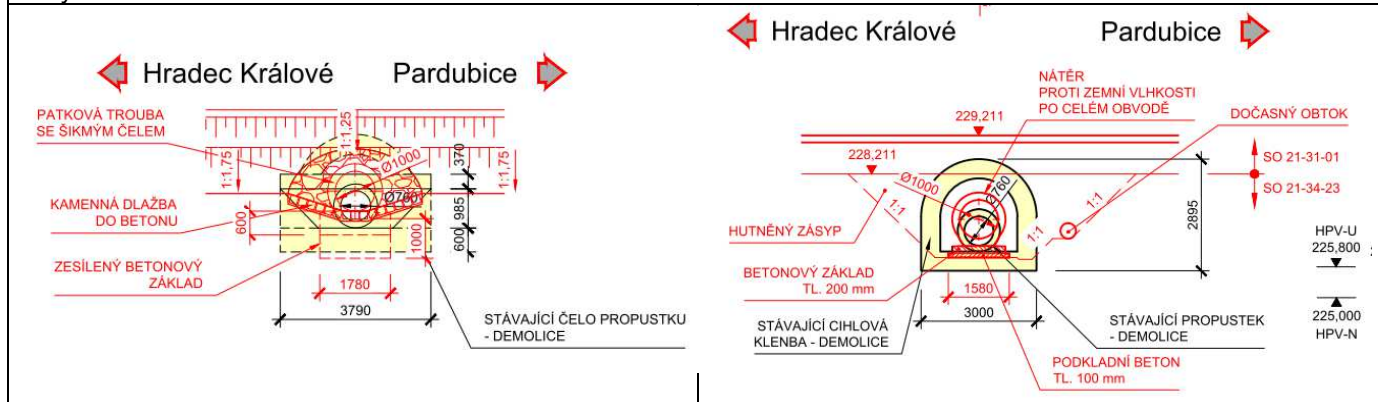 Hradec Králové
Pardubice
PATKOVÁ TROUBA
SE ŠIKMÝM ČELEM
KAMENNÁ DLAŽBA
DO BETONU
ZESÍLENÝ BETONOVÝ
ZÁKLAD
1:1,25
1:1,75
1:1,75
Ø1000
Ø760
370
985
600
600
1000
1780
3790
STÁVAJÍCÍ ČELO PROPUSTKU
- DEMOLICE
Hradec Králové
Pardubice
NÁTĚR
PROTI ZEMNÍ VLHKOSTI
PO CELÉM OBVODĚ
229,211
228,211
DOČASNÝ OBTOK
SO 21-31-01
SO 21-34-23
Ø1000
Ø760
1:1
1:1
1:1
2895
HUTNĚNÝ ZÁSYP
HPV-U
225,800
225,000
HPV-N
BETONOVÝ ZÁKLAD
TL. 200 mm
1580
3000
STÁVAJÍCÍ CIHLOVÁ
KLENBA - DEMOLICE
STÁVAJÍCÍ PROPUSTEK
- DEMOLICE
PODKLADNÍ BETON
TL. 100 mm